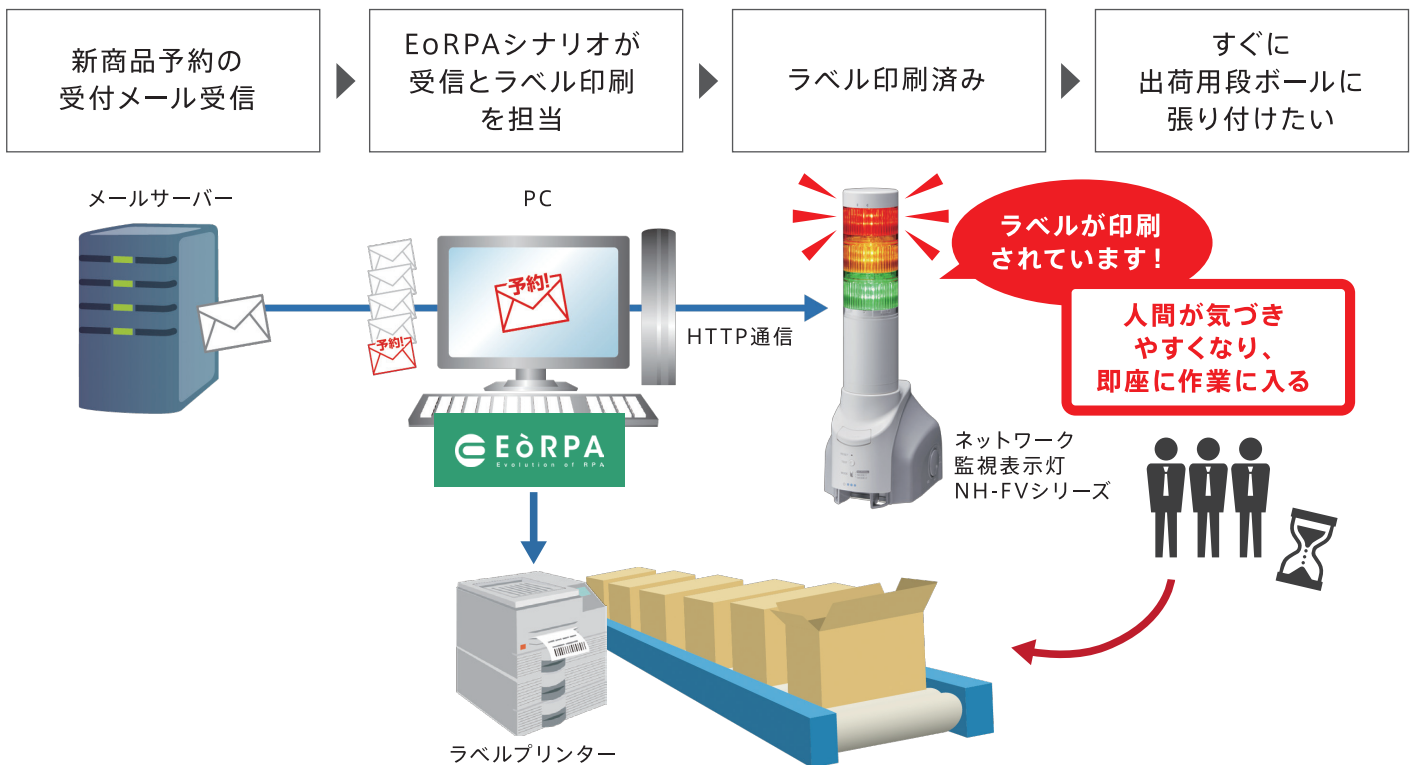 新商品予約の
受付メール受信
EoRPAシナリオが
受信とラベル印刷
を担当
ラベル印刷済み
すぐに
出荷用段ボールに
張り付けたい
メールサーバー
PC
予約!
予約!
HTTP通信
EòRPA
Evolution of RPA
ラベルが印刷
されています!
人間が気づき
やすくなり、
即座に作業に入る
ネットワーク
監視表示灯
NH-FVシリーズ
ラベルプリンター